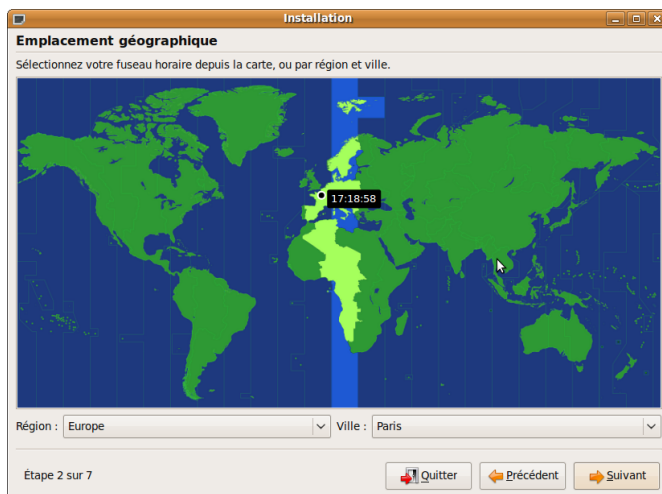 Installation
Emplacement géographique
Sélectionnez votre fuseau horaire depuis la carte, ou par région et ville.
17:18:58
Région : Europe Ville : Paris
Étape 2 sur 7 Quitter Précédent Suivant